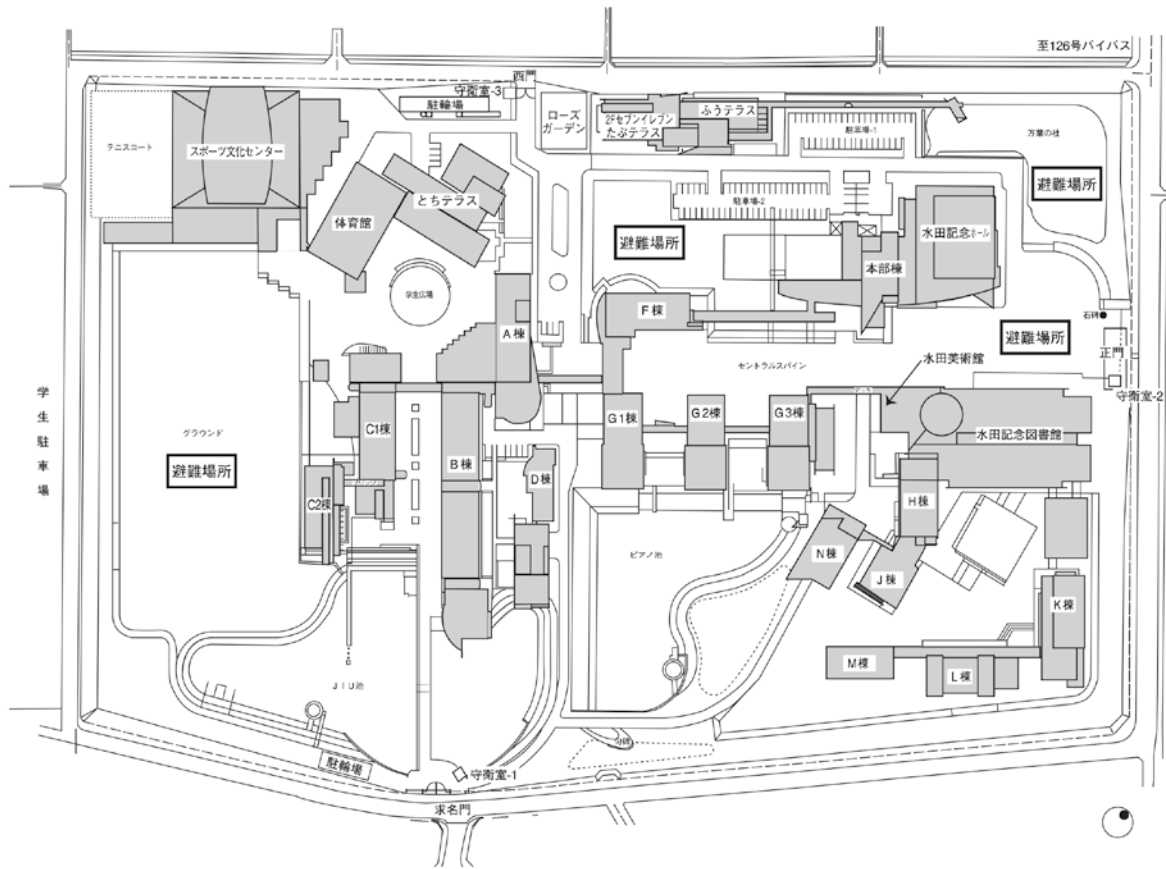 至126号バイパス
西門
守衛室-3
駐輪場
ローズ
ガーデン
2Fセブンイレブン
たぶテラス
ふうテラス
駐車場-1
万葉の杜
避難場所
テニスコート
スポーツ文化センター
体育館
とちテラス
駐車場-2
避難場所
水田記念ホール
本部棟
学生広場
A棟
F棟
石碑
避難場所
正門
守衛室-2
セントラルスパイン
水田美術館
学生駐車場
グラウンド
避難場所
C1棟
B棟
G1棟
G2棟
G3棟
水田記念図書館
C2棟
D棟
H棟
ピアノ池
N棟
J棟
K棟
M棟
L棟
JIU池
駐輪場
守衛室-1
求名門